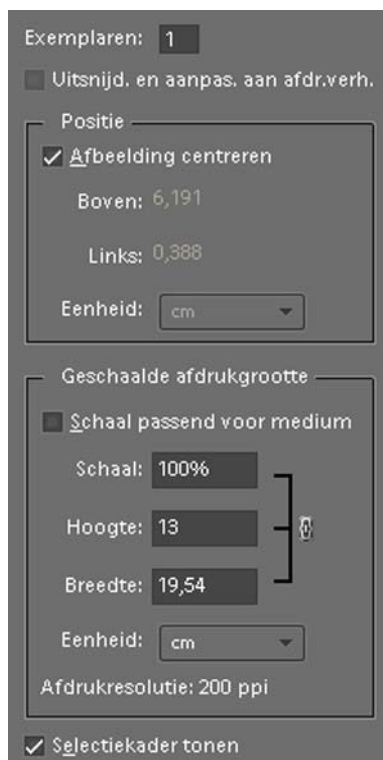 Exemplaren: 1
Uitsnijd. en aanpas. aan afdr.verh.
Positie
Afbeelding centreren
Boven: 6,191
Links: 0,388
Eenheid: cm
Geschaalde afdrukgrootte
Schaal passend voor medium
Schaal: 100%
Hoogte: 13
Breedte: 19,54
Eenheid: cm
Afdrukresolutie: 200 ppi
Selectiekader tonen